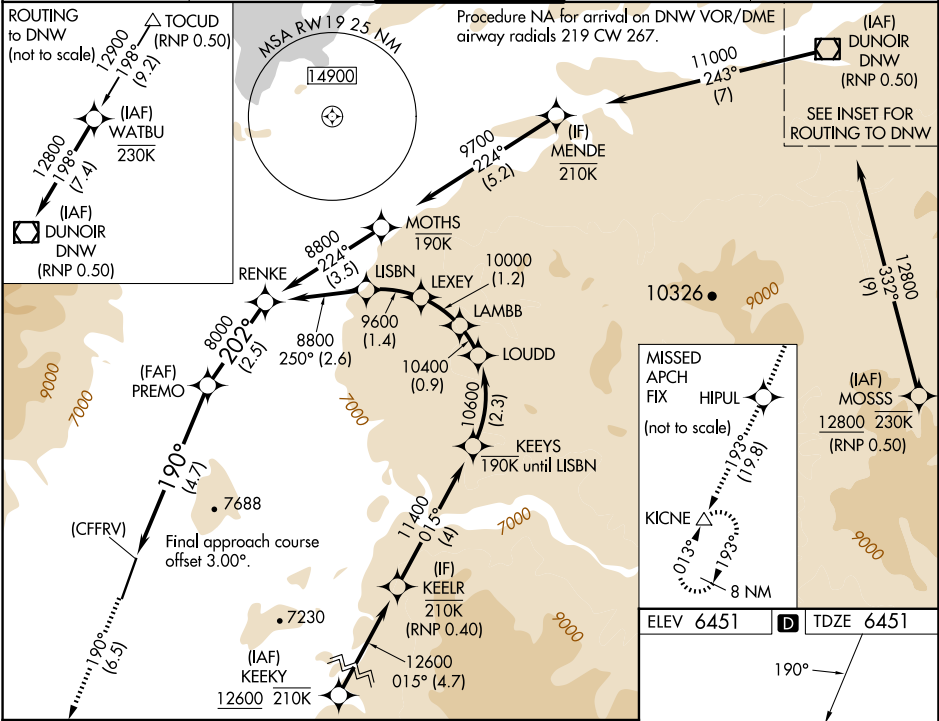 ROUTING
to DNW
(not to scale)
TOCUD
(RNP 0.50)
12900
198°
(9.2)
(IAF)
WATBU
230K
12800
198°
(7.4)
(IAF)
DUNOIR
DNW
(RNP 0.50)
MSA RW19 25 NM
14900
Procedure NA for arrival on DNW VOR/DME
airway radials 219 CW 267.
(IAF)
DUNOIR
DNW
(RNP 0.50)
SEE INSET FOR
ROUTING TO DNW
11000
243°
(7)
(IF)
MENDE
210K
9700
224°
(5.2)
MOTHS
190K
8800
224°
(3.5)
RENKE
LISBN
LEXEY
10000
(1.2)
LAMBB
LOUDD
9600
(1.4)
8800
250° (2.6)
10400
(0.9)
10600
(2.3)
KEEYS
190K until LISBN
8000
202°
(2.5)
(FAF)
PREMO
190°
(4.7)
(CFFRV)
190°
(6.5)
7688
Final approach course
offset 3.00°.
7230
11400
015°
(4)
(IF)
KEELR
210K
(RNP 0.40)
12600
015° (4.7)
(IAF)
KEEKY
12600 210K
10326
9000
7000
7000
9000
7000
9000
9000
12800
332°
(9)
(IAF)
MOSSS
12800 230K
(RNP 0.50)
MISSED
APCH
FIX
HIPUL
(not to scale)
193°
(19.8)
KICNE
013°
193°
8 NM
ELEV 6451 D TDZE 6451
190°